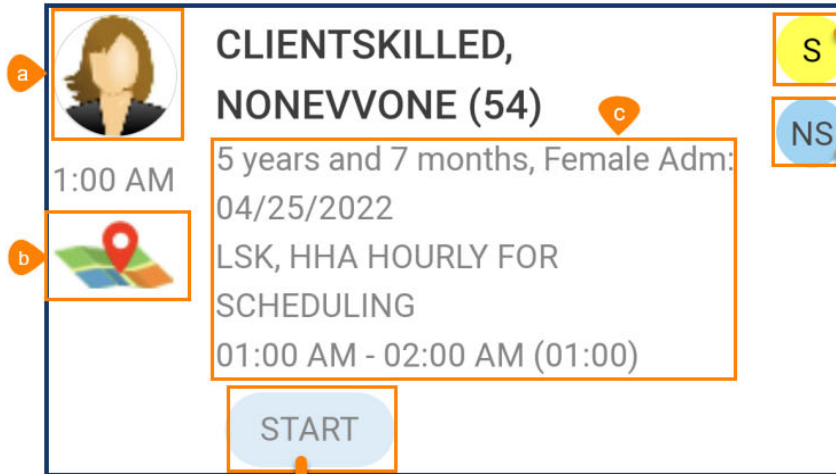 a
CLIENTSKILLED,
NONEVVONE (54)
S
c
NS
1:00 AM
5 years and 7 months, Female Adm:
04/25/2022
b
LSK, HHA HOURLY FOR
SCHEDULING
01:00 AM - 02:00 AM (01:00)
START